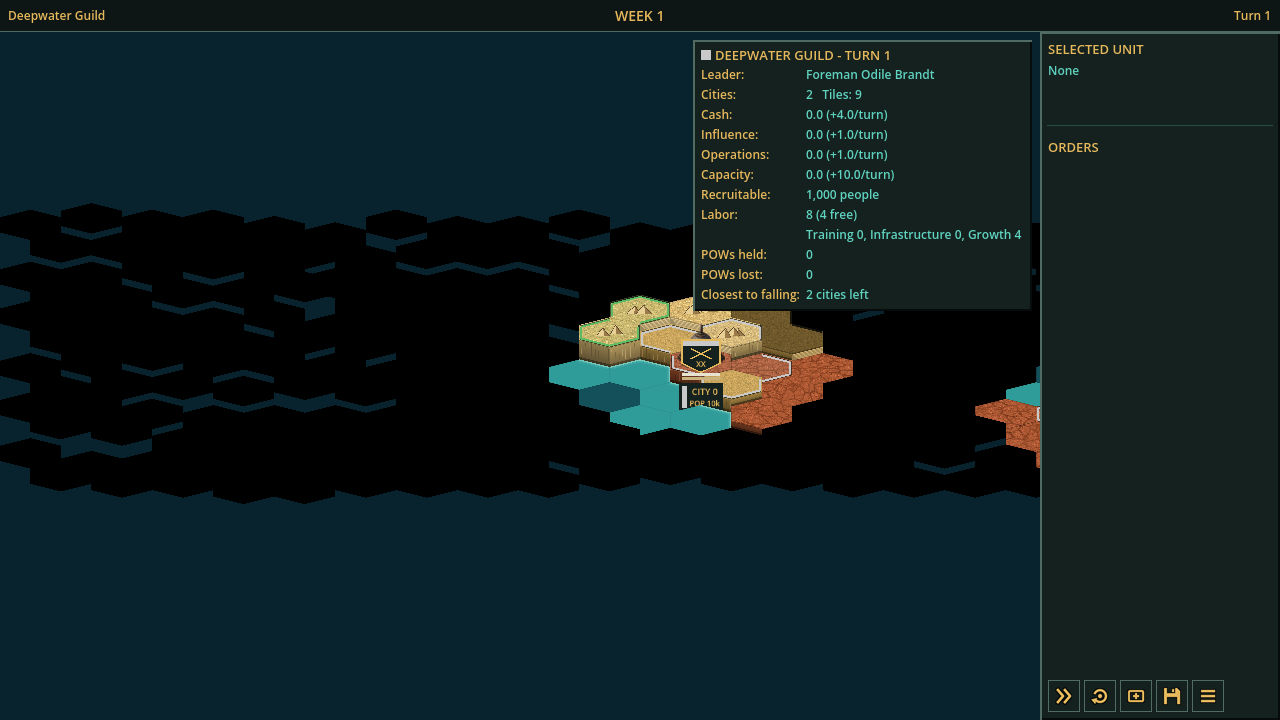 Deepwater Guild
WEEK 1
Turn 1
DEEPWATER GUILD - TURN 1
Leader: Foreman Odile Brandt
Cities: 2 Tiles: 9
Cash: 0.0 (+4.0/turn)
Influence: 0.0 (+1.0/turn)
Operations: 0.0 (+1.0/turn)
Capacity: 0.0 (+10.0/turn)
Recruitable: 1,000 people
Labor: 8 (4 free)
Training 0, Infrastructure 0, Growth 4
POWs held: 0
POWs lost: 0
Closest to falling: 2 cities left
SELECTED UNIT
None
ORDERS
XX
CITY 0
POP 10k